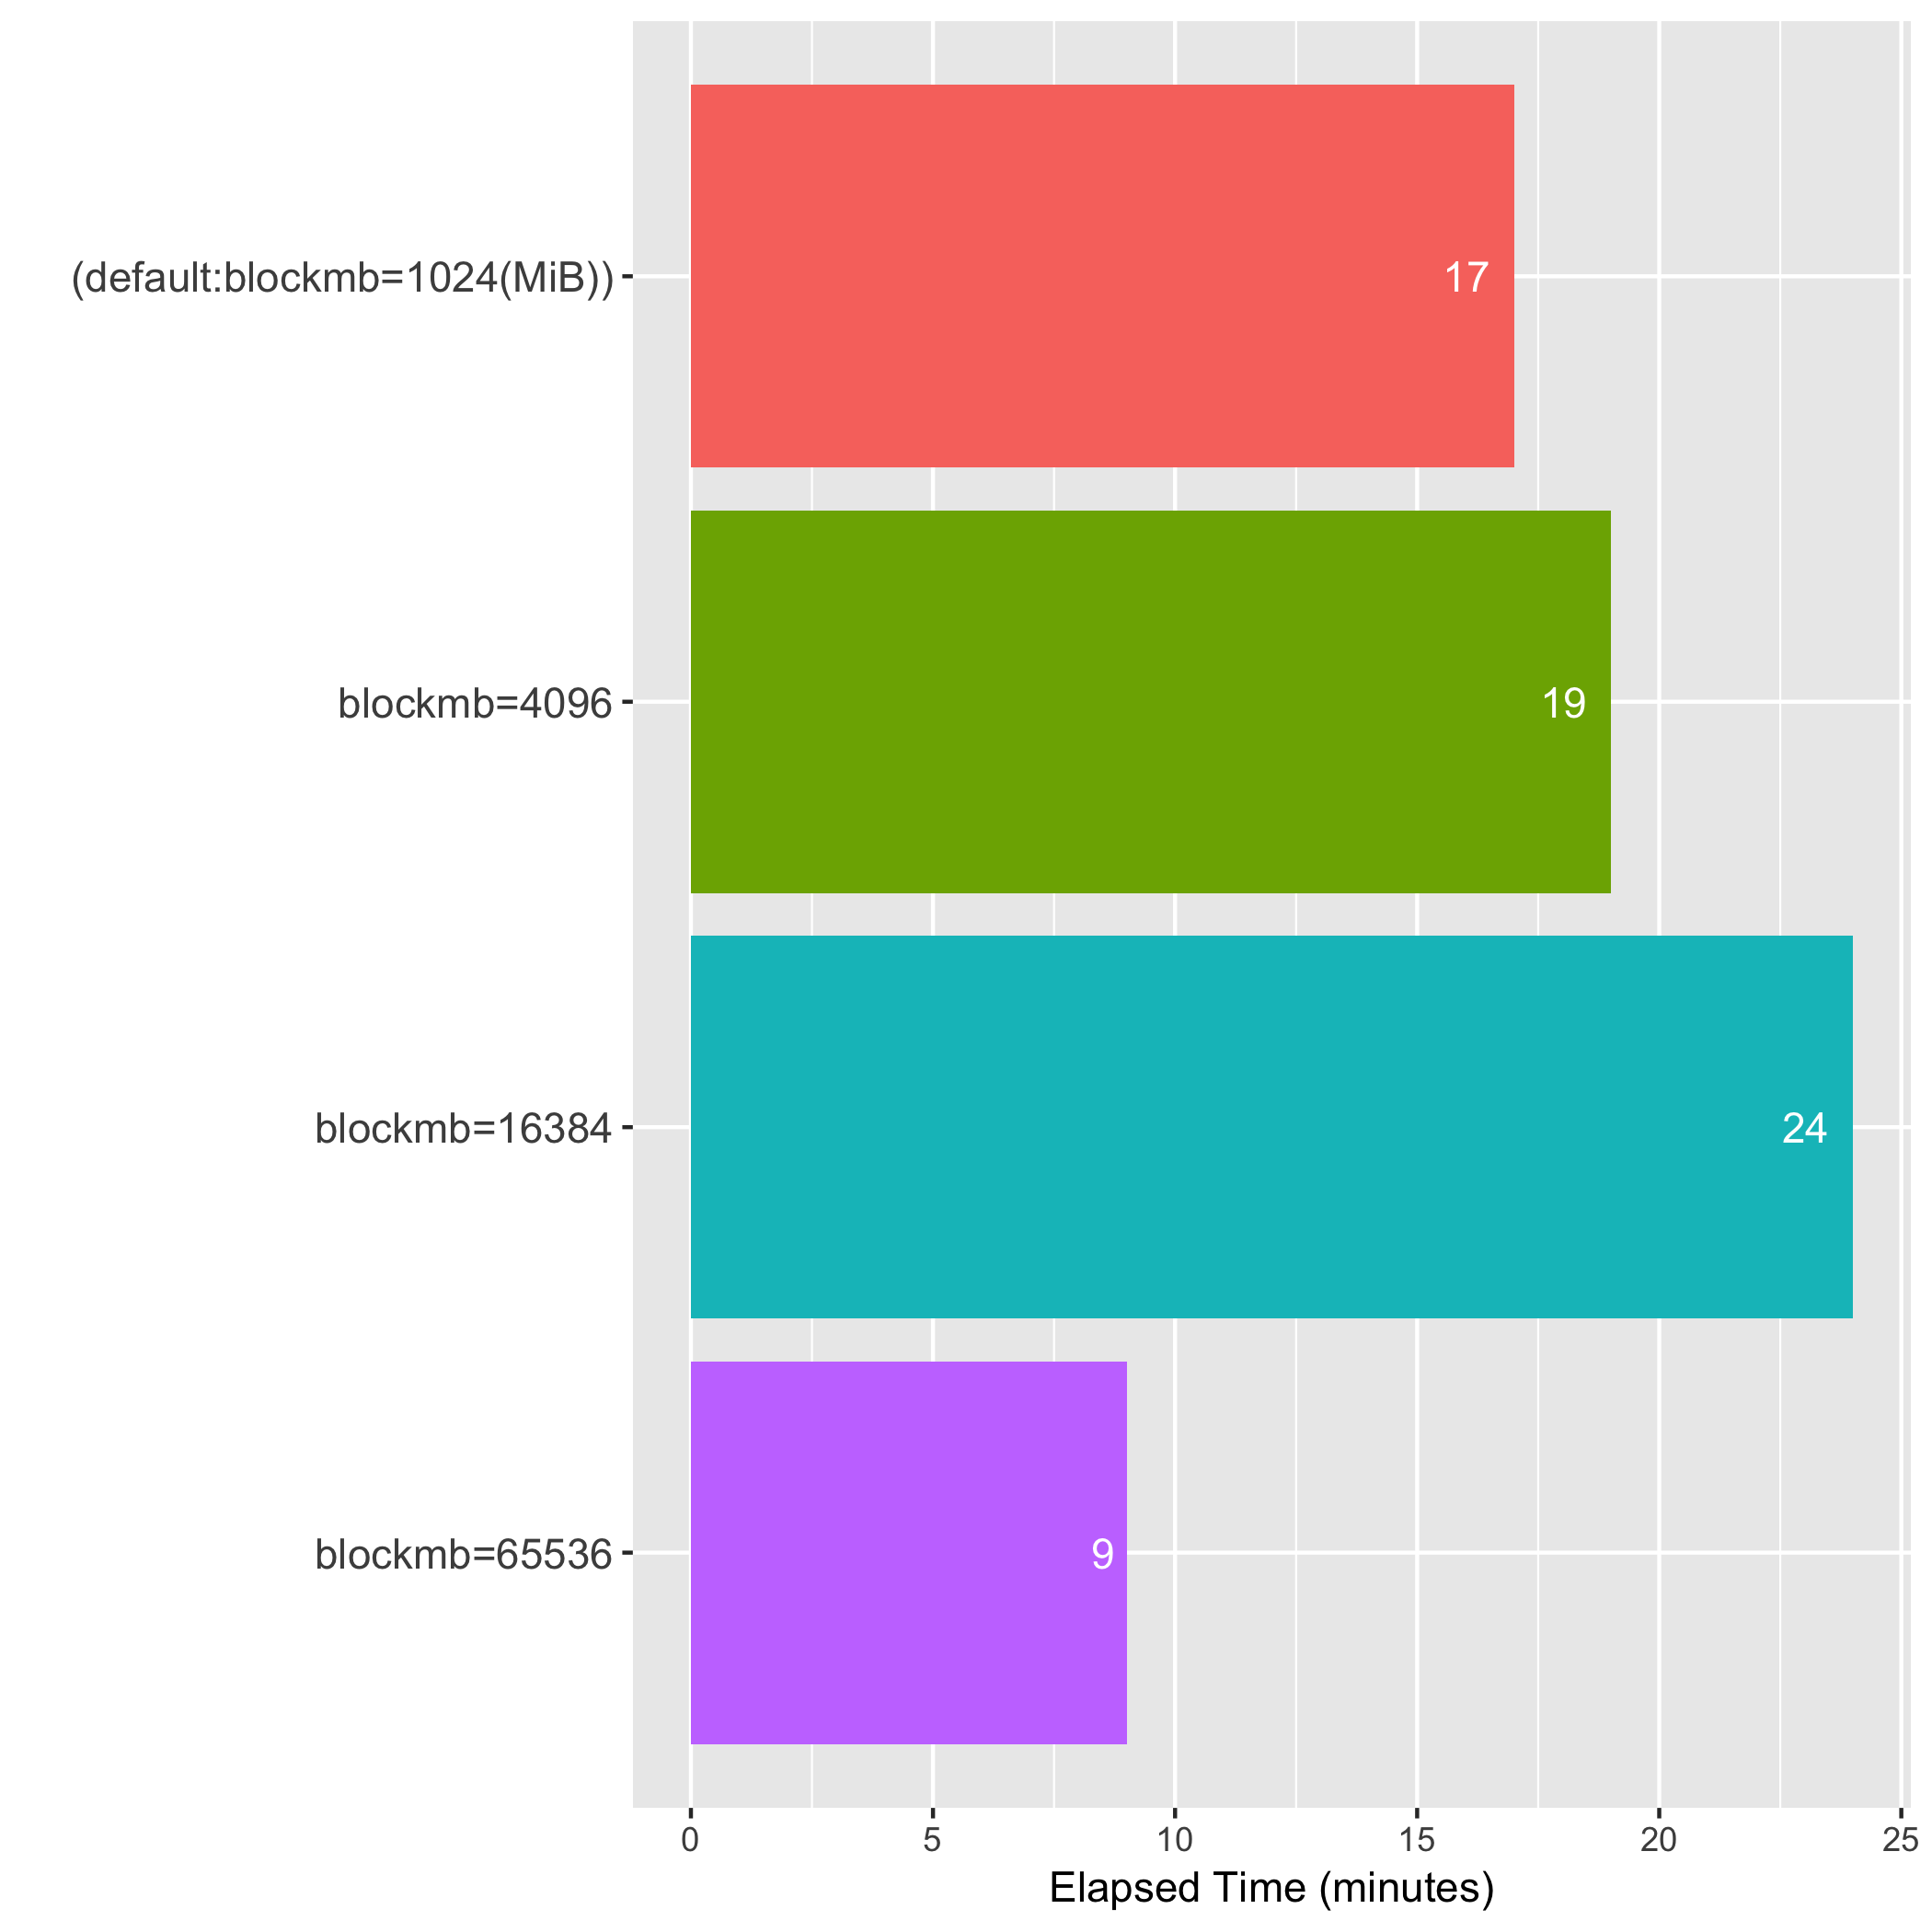 (default:blockmb=1024(MiB))
17
blockmb=4096
19
blockmb=16384
24
blockmb=65536
9
0 5 10 15 20 25
Elapsed Time (minutes)